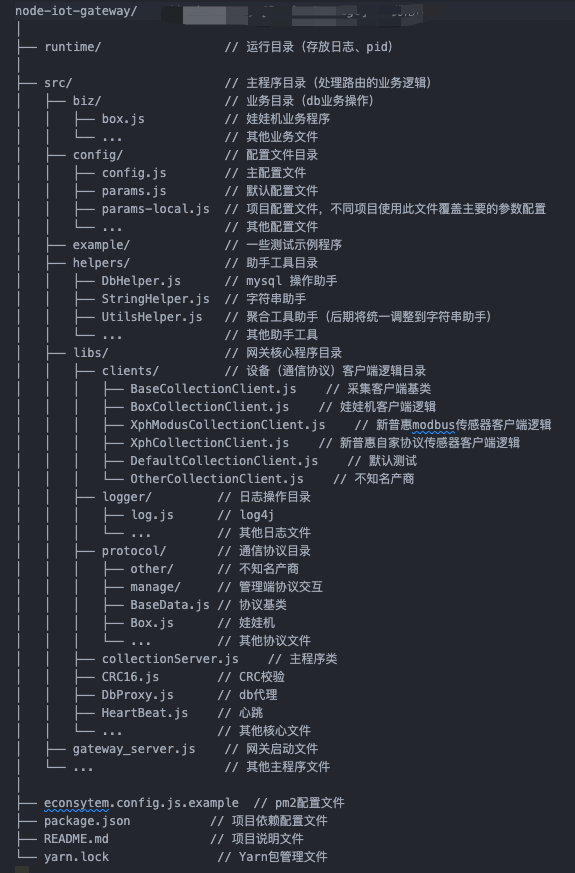 node-iot-gateway/
│
├── runtime/ // 运行目录（存放日志、pid）
│
├── src/ // 主程序目录（处理路由的业务逻辑）
│ ├── biz/ // 业务目录（db业务操作）
│ │ ├── box.js // 娃娃机业务程序
│ │ └── ... // 其他业务文件
│ ├── config/ // 配置文件目录
│ │ ├── config.js // 主配置文件
│ │ ├── params.js // 默认配置文件
│ │ ├── params-local.js // 项目配置文件，不同项目使用此文件覆盖主要的参数配置
│ │ └── ... // 其他配置文件
│ ├── example/ // 一些测试示例程序
│ ├── helpers/ // 助手工具目录
│ │ ├── DbHelper.js // mysql 操作助手
│ │ ├── StringHelper.js // 字符串助手
│ │ ├── UtilsHelper.js // 聚合工具助手（后期将统一调整到字符串助手）
│ │ └── ... // 其他助手工具
│ ├── libs/ // 网关核心程序目录
│ │ ├── clients/ // 设备（通信协议）客户端逻辑目录
│ │ │ ├── BaseCollectionClient.js // 采集客户端基类
│ │ │ ├── BoxCollectionClient.js // 娃娃机客户端逻辑
│ │ │ ├── XphModusCollectionClient.js // 新普惠modbus传感器客户端逻辑
│ │ │ ├── XphCollectionClient.js // 新普惠自家协议传感器客户端逻辑
│ │ │ ├── DefaultCollectionClient.js // 默认测试
│ │ │ └── OtherCollectionClient.js // 不知名产商
│ │ ├── logger/ // 日志操作目录
│ │ │ ├── log.js // log4j
│ │ │ └── ... // 其他日志文件
│ │ ├── protocol/ // 通信协议目录
│ │ │ ├── other/ // 不知名产商
│ │ │ ├── manage/ // 管理端协议交互
│ │ │ ├── BaseData.js // 协议基类
│ │ │ ├── Box.js // 娃娃机
│ │ │ └── ... // 其他协议文件
│ │ ├── collectionServer.js // 主程序类
│ │ ├── CRC16.js // CRC校验
│ │ ├── DbProxy.js // db代理
│ │ ├── HeartBeat.js // 心跳
│ │ └── ... // 其他核心文件
│ ├── gateway_server.js // 网关启动文件
│ └── ... // 其他主程序文件
│
├── econsytem.config.js.example // pm2配置文件
├── package.json // 项目依赖配置文件
├── README.md // 项目说明文件
└── yarn.lock // Yarn包管理文件